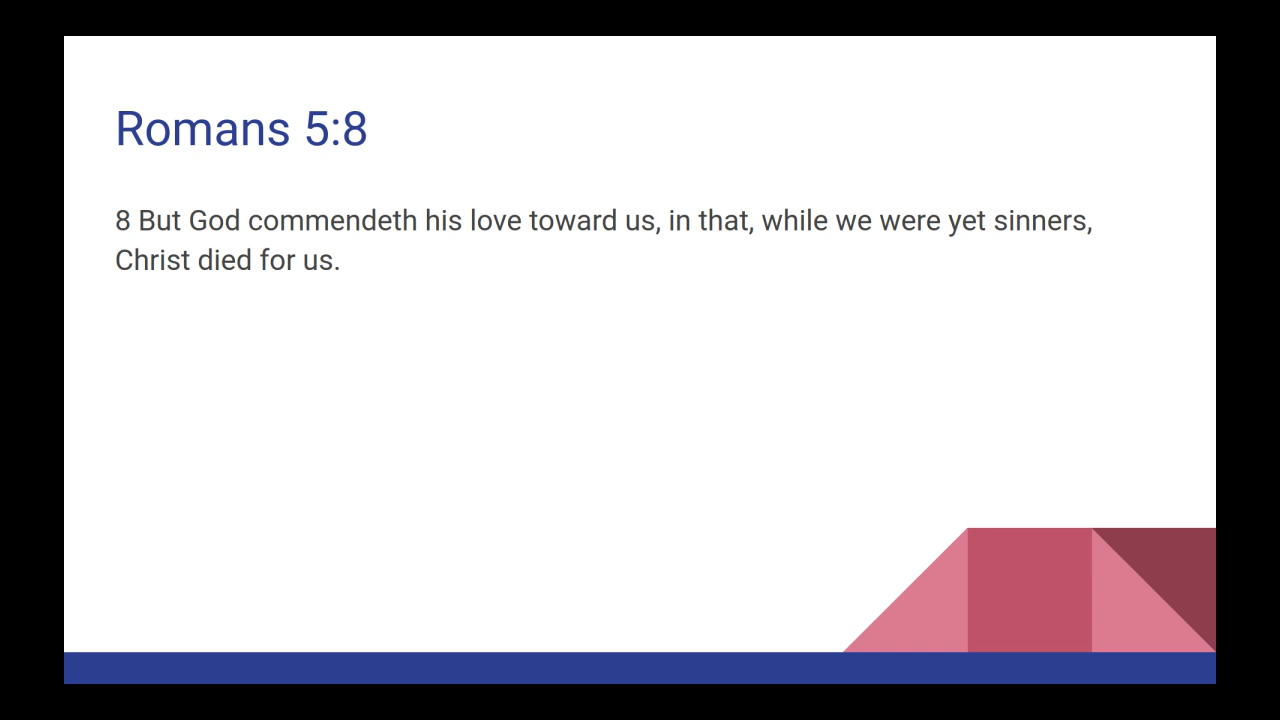 Romans 5:8
8 But God commendeth his love toward us, in that, while we were yet sinners,
Christ died for us.